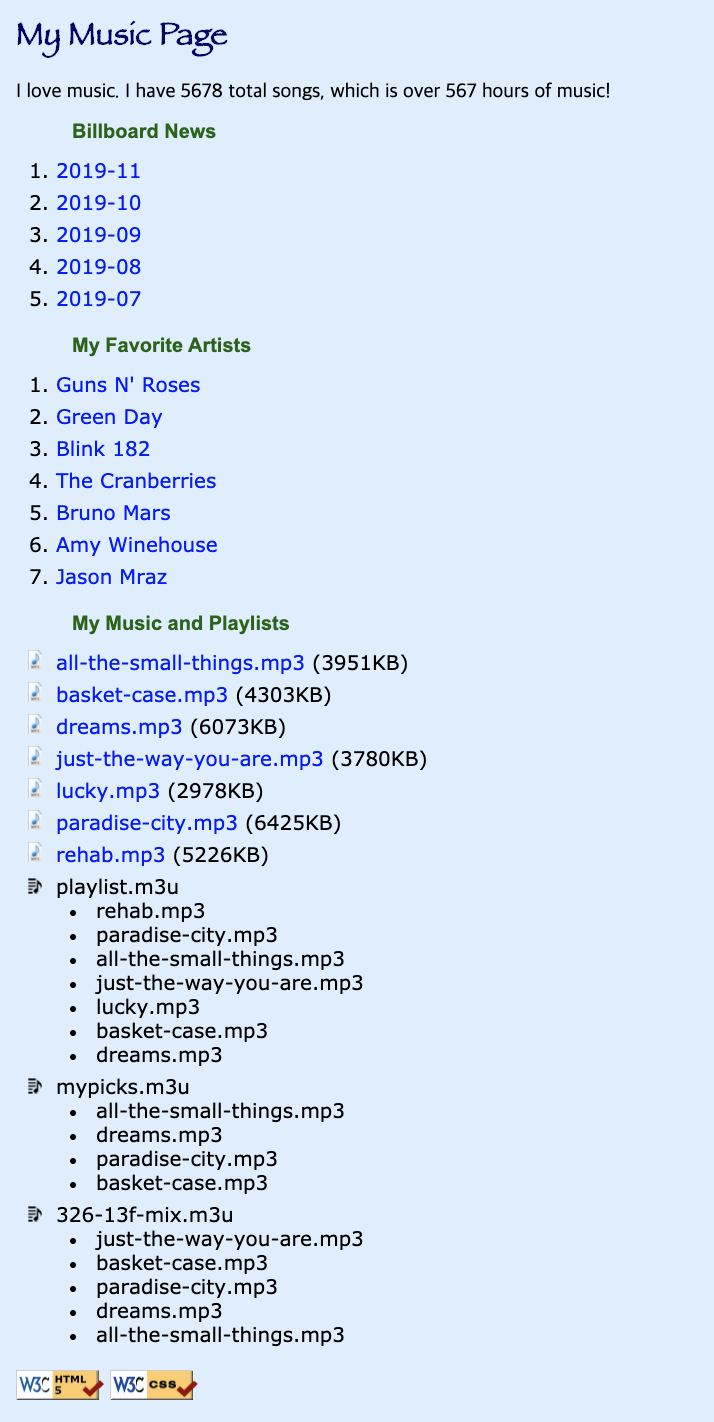 My Music Page
I love music. I have 5678 total songs, which is over 567 hours of music!
Billboard News
1. 2019-11
2. 2019-10
3. 2019-09
4. 2019-08
5. 2019-07
My Favorite Artists
1. Guns N' Roses
2. Green Day
3. Blink 182
4. The Cranberries
5. Bruno Mars
6. Amy Winehouse
7. Jason Mraz
My Music and Playlists
all-the-small-things.mp3 (3951KB)
basket-case.mp3 (4303KB)
dreams.mp3 (6073KB)
just-the-way-you-are.mp3 (3780KB)
lucky.mp3 (2978KB)
paradise-city.mp3 (6425KB)
rehab.mp3 (5226KB)
playlist.m3u
• rehab.mp3
• paradise-city.mp3
• all-the-small-things.mp3
• just-the-way-you-are.mp3
• lucky.mp3
• basket-case.mp3
• dreams.mp3
mypicks.m3u
• all-the-small-things.mp3
• dreams.mp3
• paradise-city.mp3
• basket-case.mp3
326-13f-mix.m3u
• just-the-way-you-are.mp3
• basket-case.mp3
• paradise-city.mp3
• dreams.mp3
• all-the-small-things.mp3
W3C HTML 5 W3C CSS